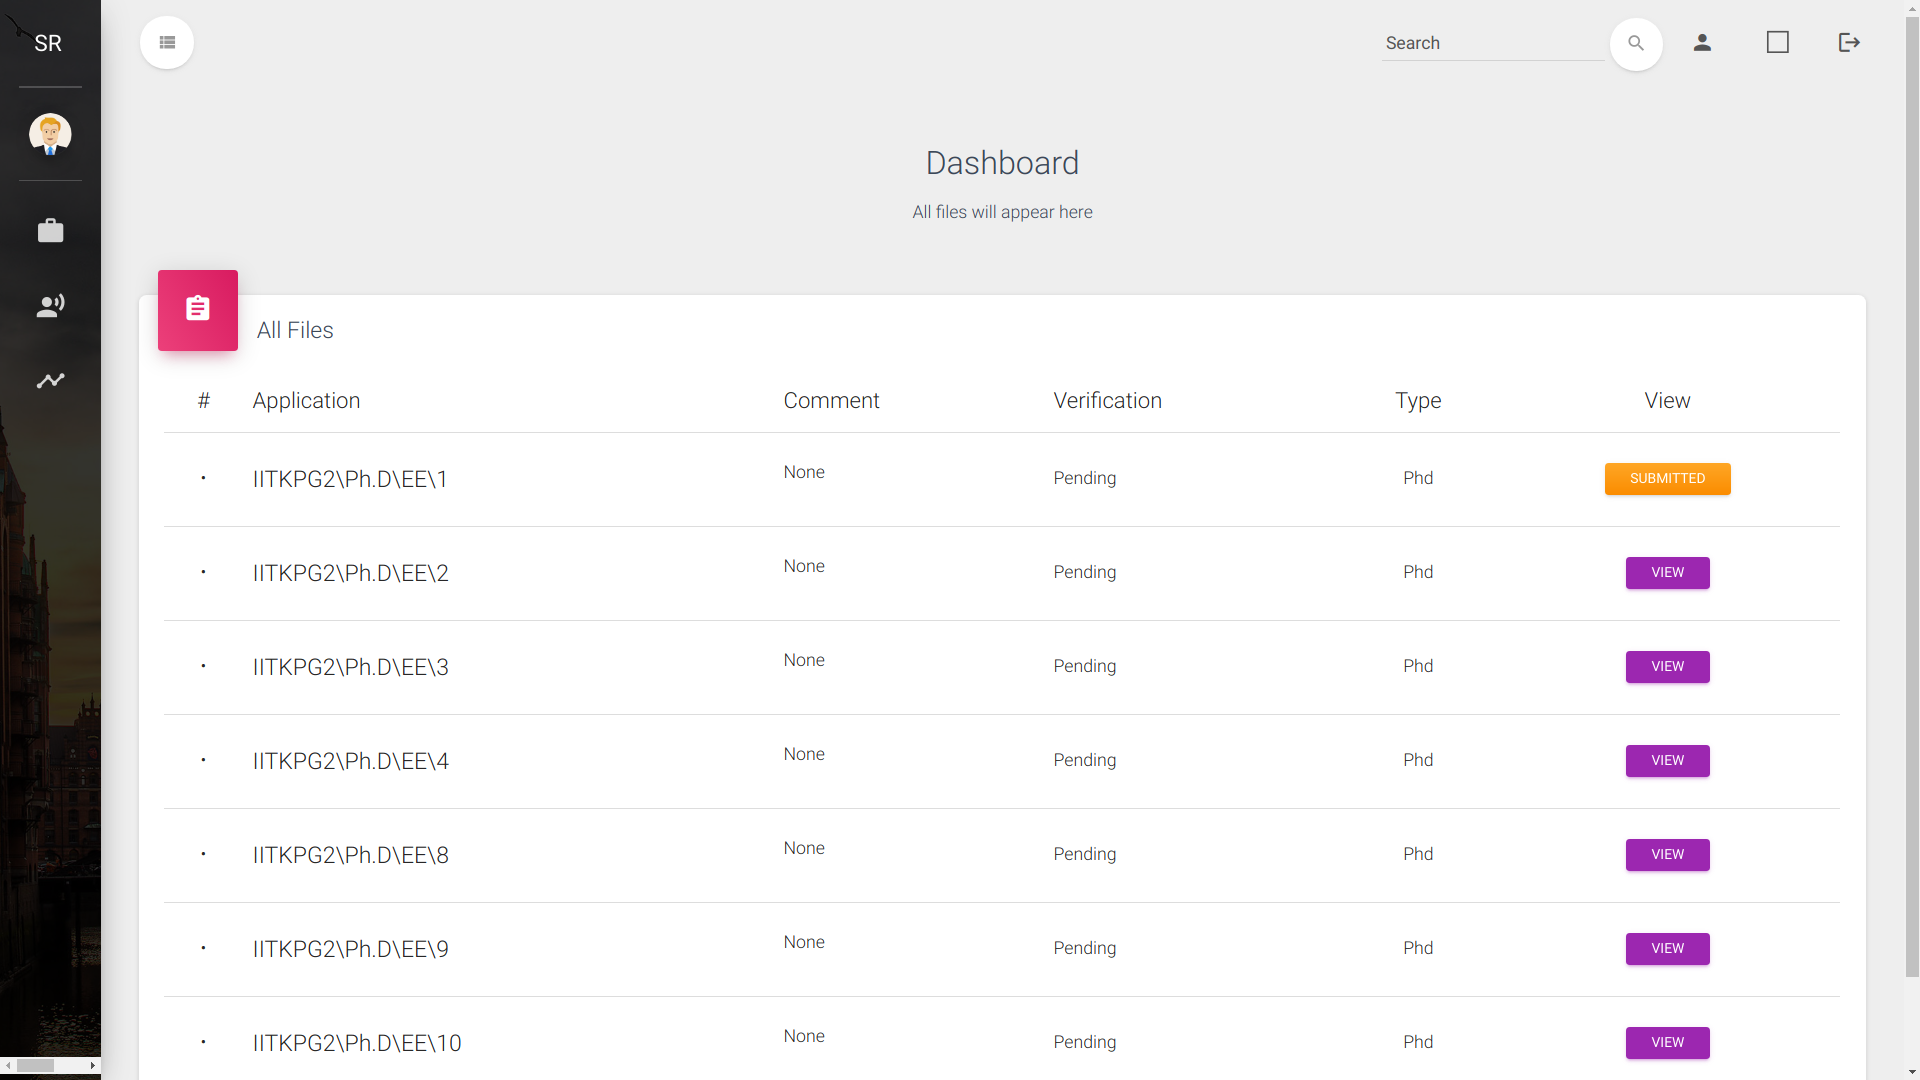 SR
Search
Dashboard
All files will appear here
All Files
# Application Comment Verification Type View
IITKPG2\Ph.D\EE\1 None Pending Phd SUBMITTED
IITKPG2\Ph.D\EE\2 None Pending Phd VIEW
IITKPG2\Ph.D\EE\3 None Pending Phd VIEW
IITKPG2\Ph.D\EE\4 None Pending Phd VIEW
IITKPG2\Ph.D\EE\8 None Pending Phd VIEW
IITKPG2\Ph.D\EE\9 None Pending Phd VIEW
IITKPG2\Ph.D\EE\10 None Pending Phd VIEW